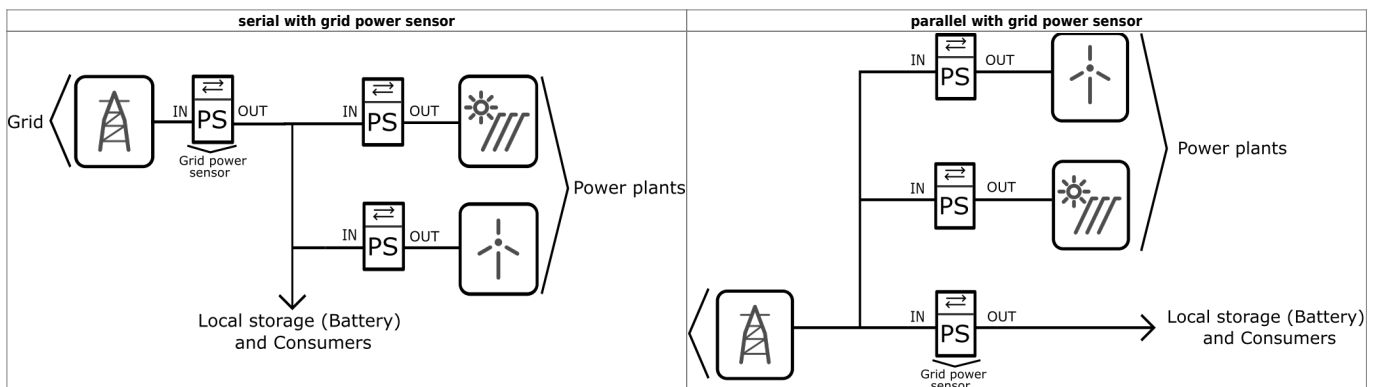 serial with grid power sensor
Grid
IN
PS
OUT
Grid power
sensor
IN
PS
OUT
IN
PS
OUT
Power plants
Local storage (Battery)
and Consumers
parallel with grid power sensor
IN
PS
OUT
IN
PS
OUT
Power plants
IN
PS
OUT
Grid power
sensor
Local storage (Battery)
and Consumers